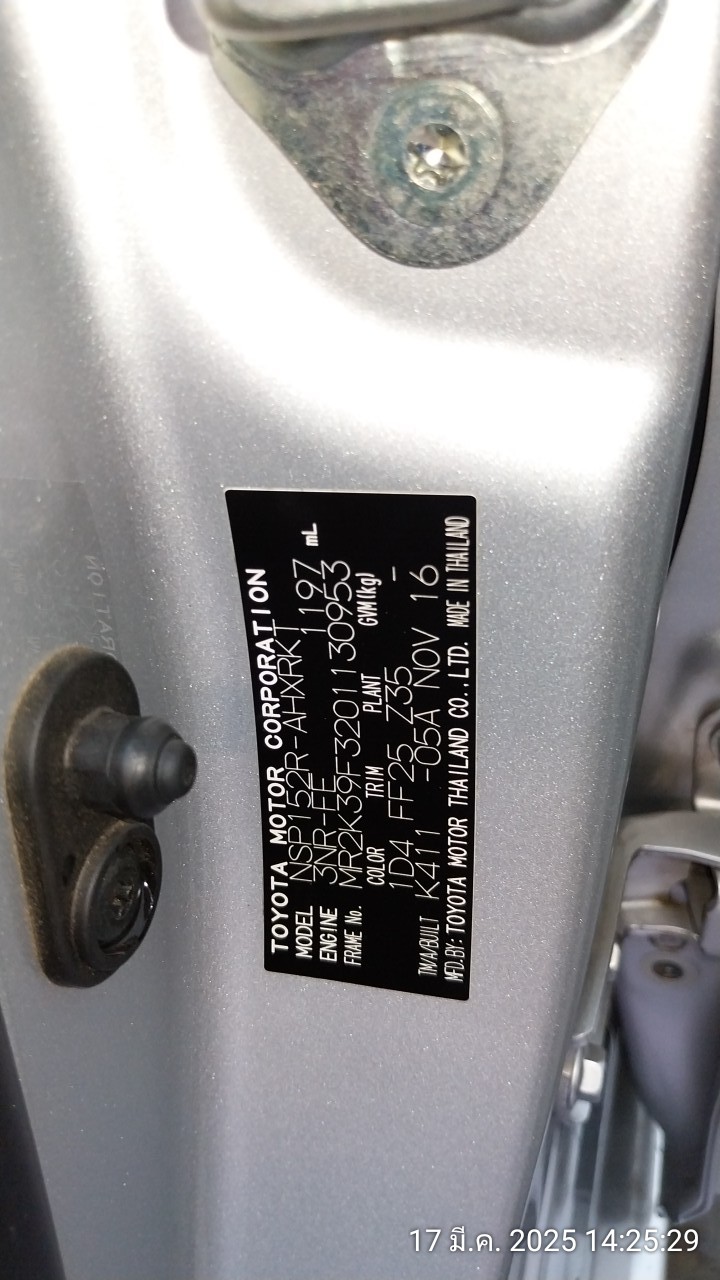 TOYOTA MOTOR CORPORATION
MODEL NSP152R-AHXRKT
ENGINE 3NR-FE 1197 mL
FRAME No. MR2K39F3201130953
COLOR TRIM PLANT GVM(kg)
1D4 FF25 Z35 -
TM/A/BUILT K411 -05A NOV 16
MFD.BY: TOYOTA MOTOR THAILAND CO.,LTD. MADE IN THAILAND
17 มี.ค. 2025 14:25:29